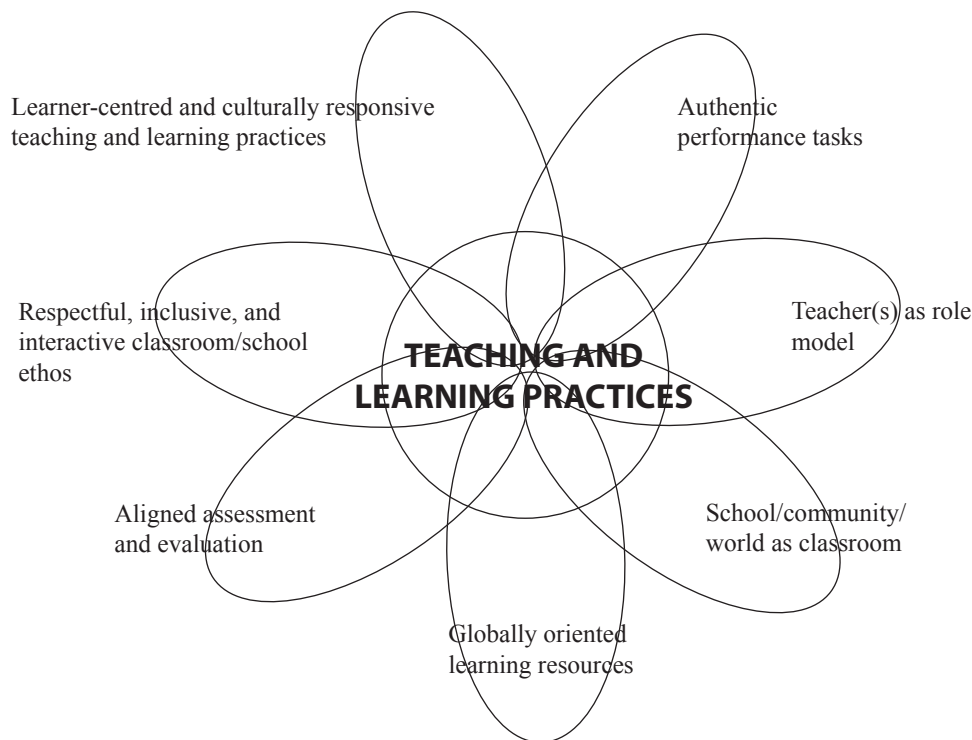 Learner-centred and culturally responsive
teaching and learning practices
Authentic
performance tasks
Respectful, inclusive, and
interactive classroom/school
ethos
Teacher(s) as role
model
TEACHING AND
LEARNING PRACTICES
Aligned assessment
and evaluation
School/community/
world as classroom
Globally oriented
learning resources